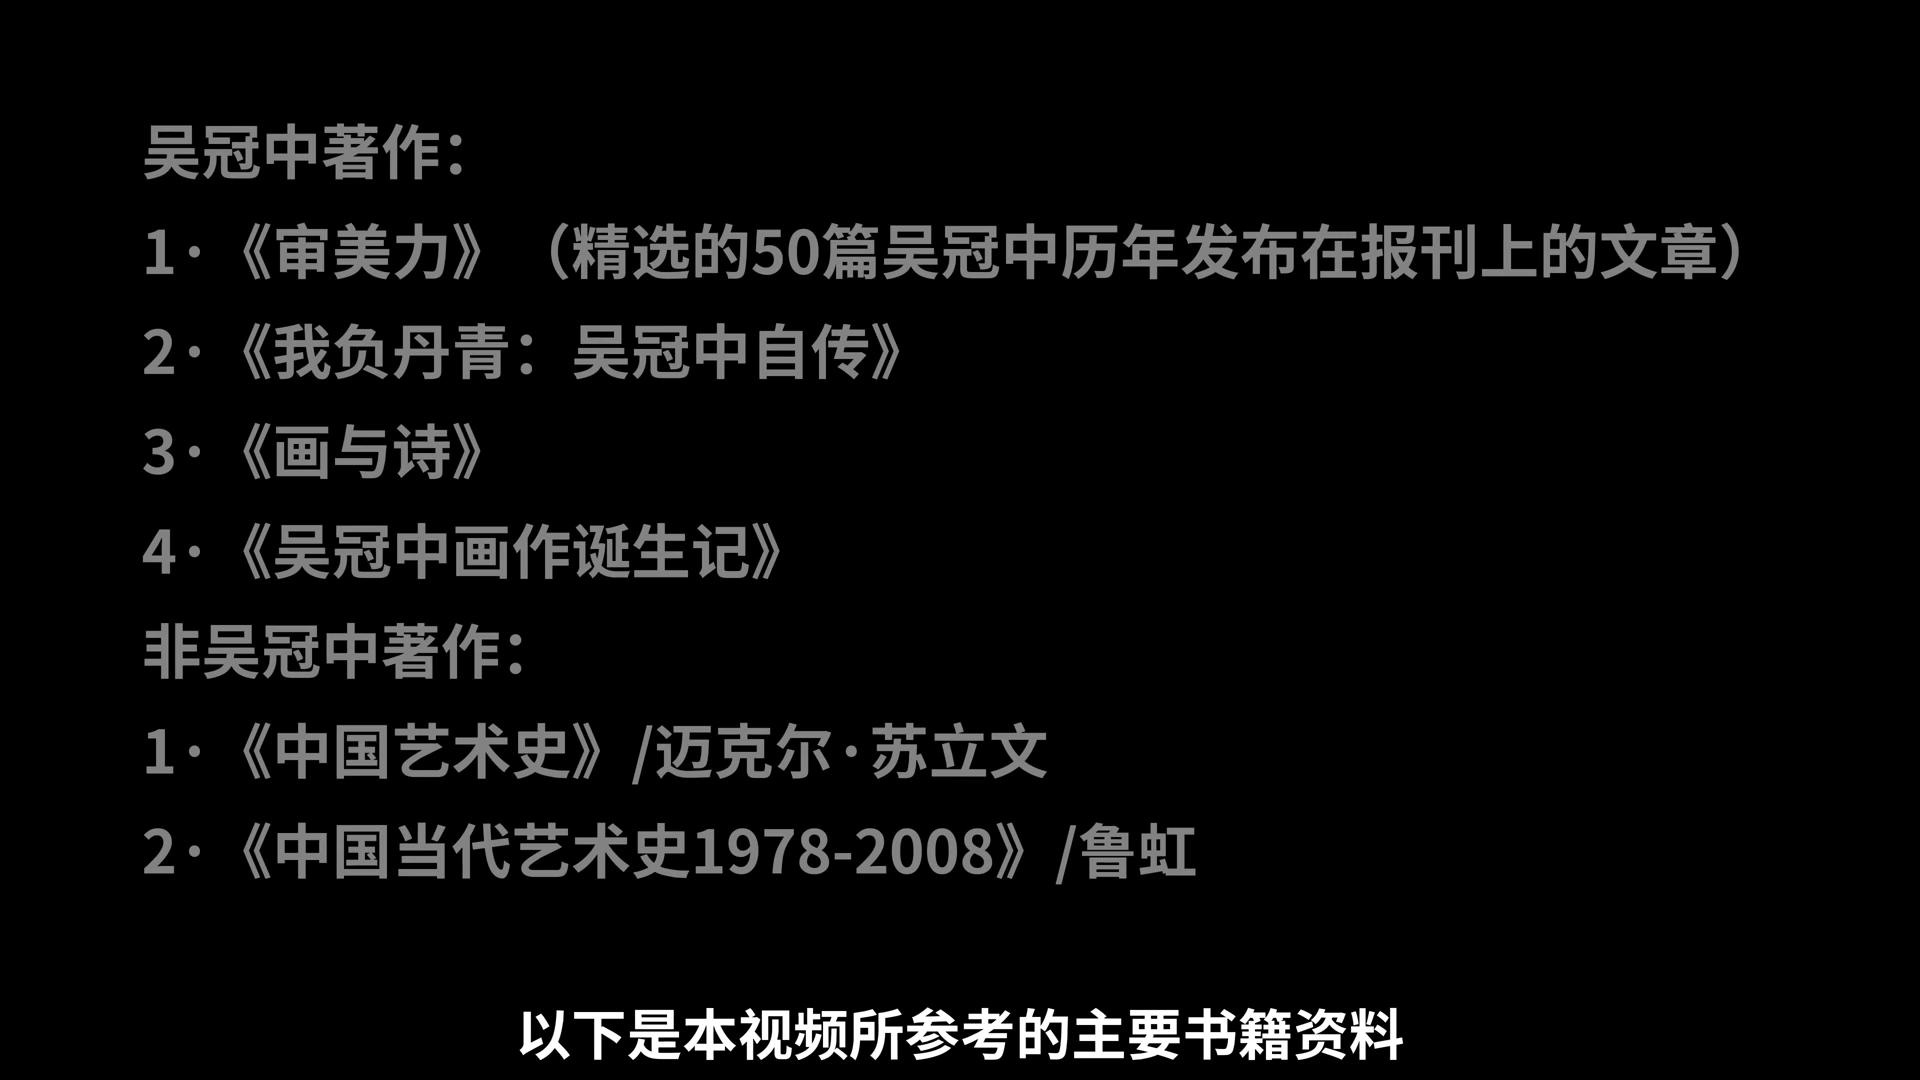 吴冠中著作：
1·《审美力》（精选的50篇吴冠中历年发布在报刊上的文章）
2·《我负丹青：吴冠中自传》
3·《画与诗》
4·《吴冠中画作诞生记》
非吴冠中著作：
1·《中国艺术史》/迈克尔·苏立文
2·《中国当代艺术史1978-2008》/鲁虹
以下是本视频所参考的主要书籍资料